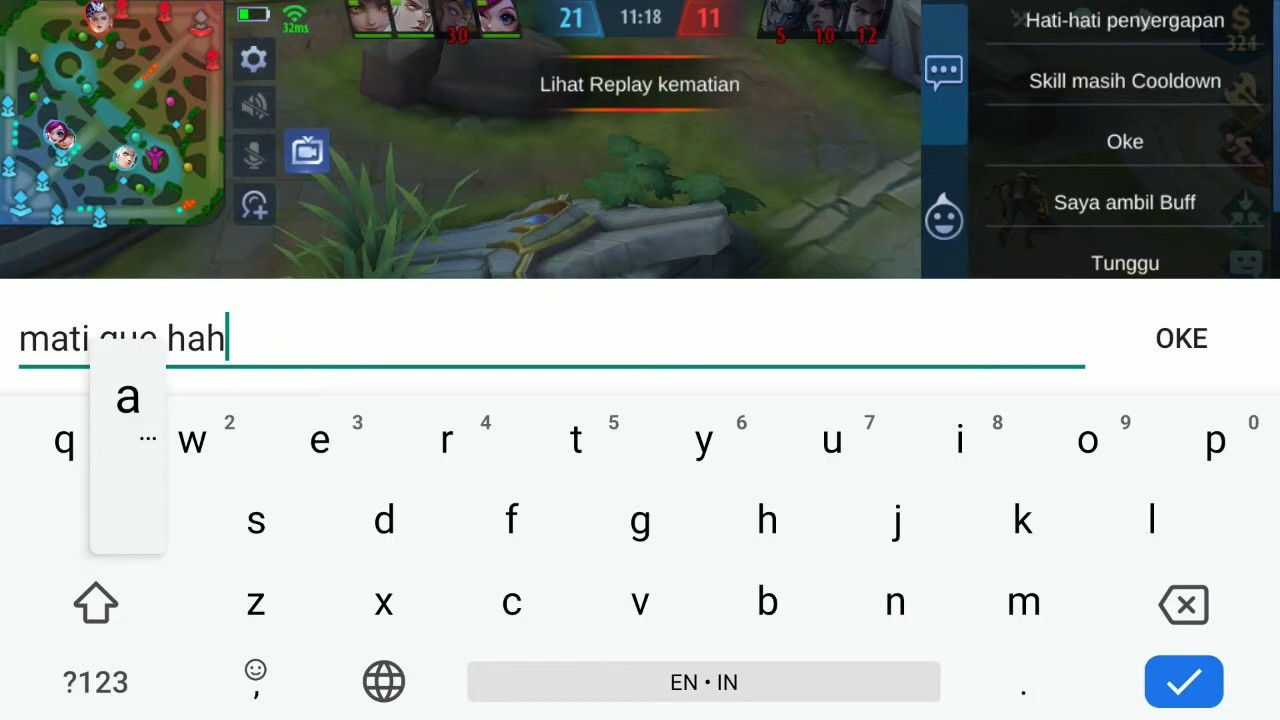 32ms
30
21 11:18 11
5 10 12
Lihat Replay kematian
Hati-hati penyergapan
324
Skill masih Cooldown
Oke
Saya ambil Buff
Tunggu
mati gue hah
OKE
a
q w 2 e 3 r 4 t 5 y 6 u 7 i 8 o 9 p 0
s d f g h j k l
z x c v b n m
?123 , EN • IN .